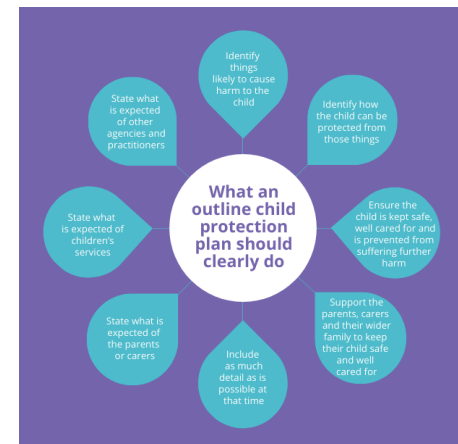 What an
outline child
protection
plan should
clearly do
Identify
things
likely to cause
harm to the
child
Identify how
the child can be
protected from
those things
Ensure the
child is kept safe,
well cared for and
is prevented from
suffering further
harm
Support the
parents, carers
and their wider
family to keep
their child safe
and well
cared for
Include
as much
detail as is
possible at
that time
State what is
expected of
the parents
or carers
State what
is expected of
children's
services
State what
is expected
of other
agencies and
practitioners